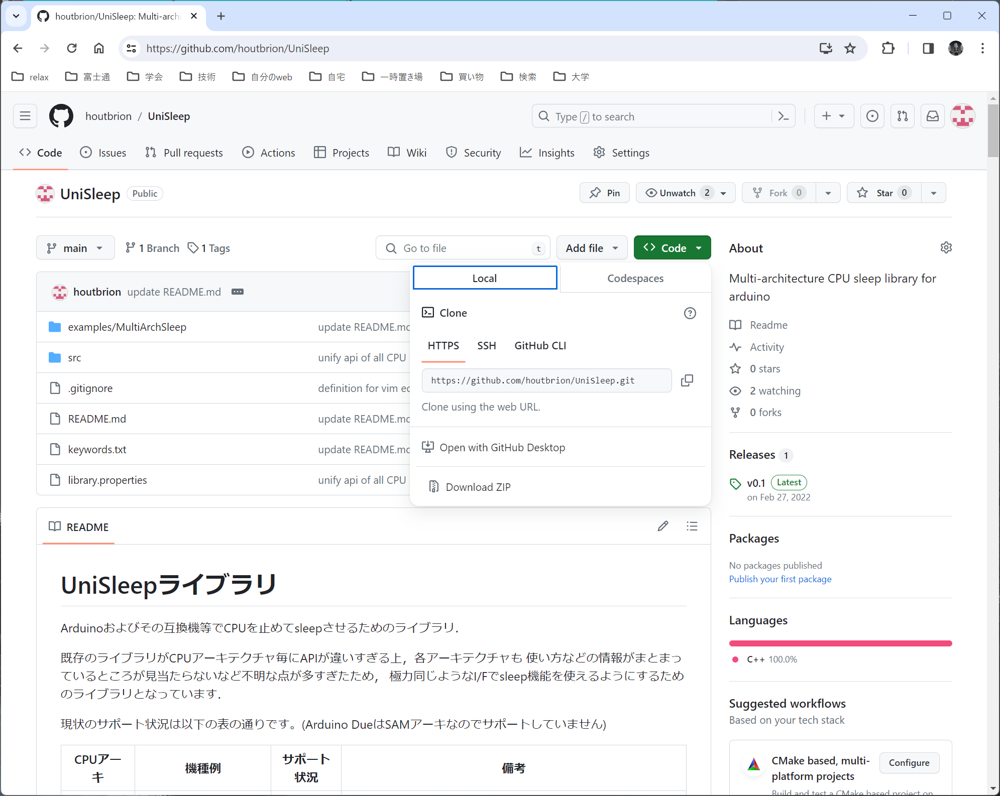 houtbrion/UniSleep: Multi-archi
https://github.com/houtbrion/UniSleep
relax 富士通 学会 技術 自分のweb 自宅 一時置き場 買い物 検索 大学
houtbrion / UniSleep
Type / to search
Code Issues Pull requests Actions Projects Wiki Security Insights Settings
UniSleep Public
Pin Unwatch 2 Fork 0 Star 0
main 1 Branch 1 Tags
Go to file t
Add file
Code
houtbrion update README.md
examples/MultiArchSleep update README.md
src unify api of all CPU
.gitignore definition for vim
README.md update README.md
keywords.txt update README.md
library.properties unify api of all CPU
Local Codespaces
Clone
HTTPS SSH GitHub CLI
https://github.com/houtbrion/UniSleep.git
Clone using the web URL.
Open with GitHub Desktop
Download ZIP
README
UniSleepライブラリ
Arduinoおよびその互換機等でCPUを止めてsleepさせるためのライブラリ.
既存のライブラリがCPUアーキテクチャ毎にAPIが違いすぎる上，各アーキテクチャも 使い方などの情報がまとまっ
ているところが見当たらないなど不明な点が多すぎたため， 極力同じようなI/Fでsleep機能を使えるようにするため
のライブラリとなっています.
現状のサポート状況は以下の表の通りです。(Arduino DueはSAMアーキなのでサポートしていません)
CPUアー
キ
機種例
サポート
状況
備考
About
Multi-architecture CPU sleep library for
arduino
Readme
Activity
0 stars
2 watching
0 forks
Releases 1
v0.1 Latest
on Feb 27, 2022
Packages
No packages published
Publish your first package
Languages
C++ 100.0%
Suggested workflows
Based on your tech stack
CMake based, multi-
platform projects
Configure
Build and test a CMake based project on